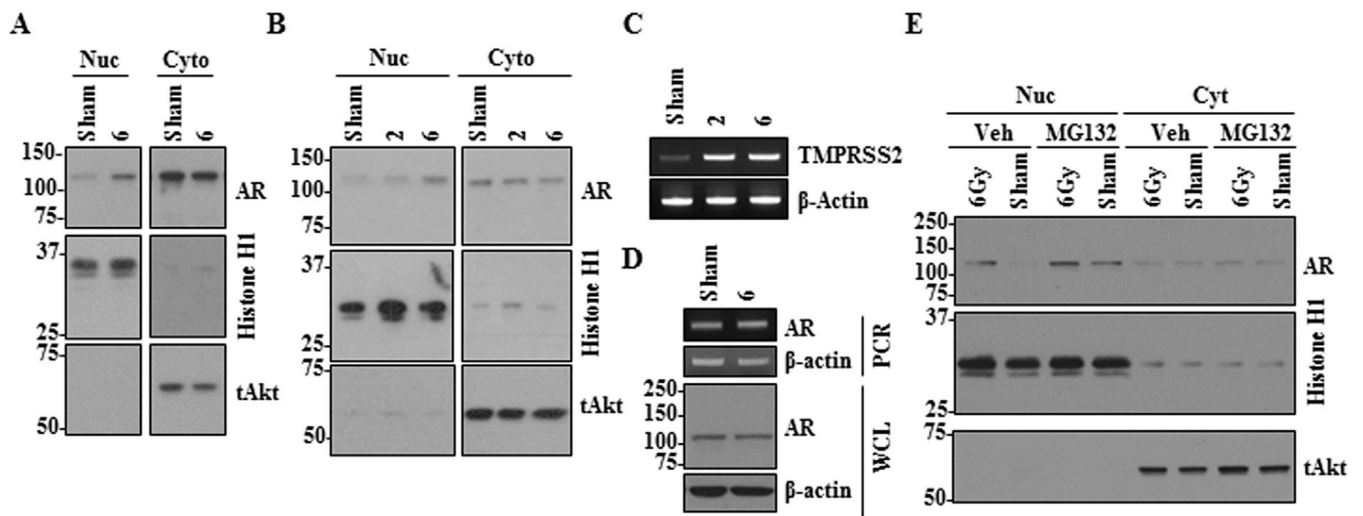 A
Nuc Cyto
Sham 6 Sham 6
150-
100-
75-
AR
37-
25-
Histone H1
75-
50-
tAkt
B
Nuc Cyto
Sham 2 6 Sham 2 6
150-
100-
75-
AR
37-
25-
Histone H1
75-
50-
tAkt
C
Sham 2 6
TMPRSS2
β-Actin
D
Sham 6
AR
β-actin
PCR
250-
150-
100-
75-
AR
β-actin
WCL
E
Nuc Cyt
Veh MG132 Veh MG132
6Gy Sham 6Gy Sham 6Gy Sham 6Gy Sham
250-
150-
100-
75-
AR
37-
25-
Histone H1
75-
50-
tAkt